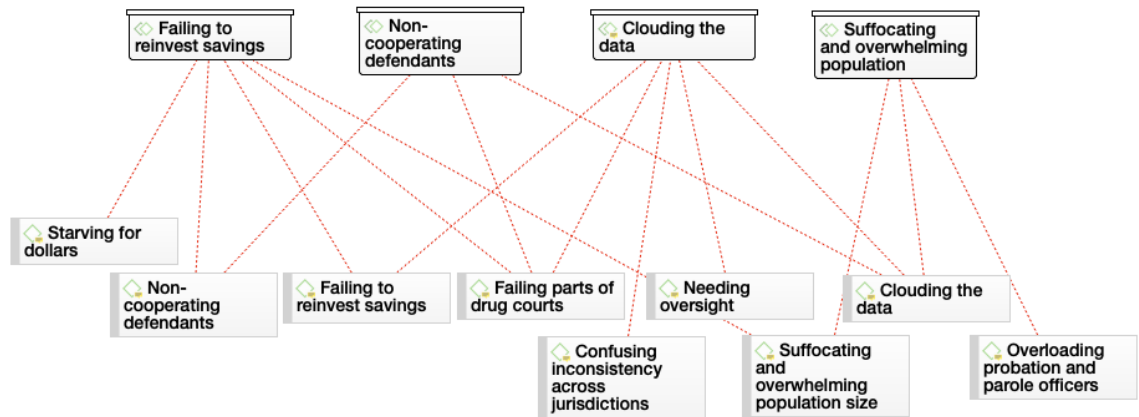 Failing to
reinvest savings
Non-
cooperating
defendants
Clouding the
data
Suffocating
and overwhelming
population
Starving for
dollars
Non-
cooperating
defendants
Failing to
reinvest savings
Failing parts of
drug courts
Needing
oversight
Clouding the
data
Confusing
inconsistency
across
jurisdictions
Suffocating
and
overwhelming
population size
Overloading
probation and
parole officers